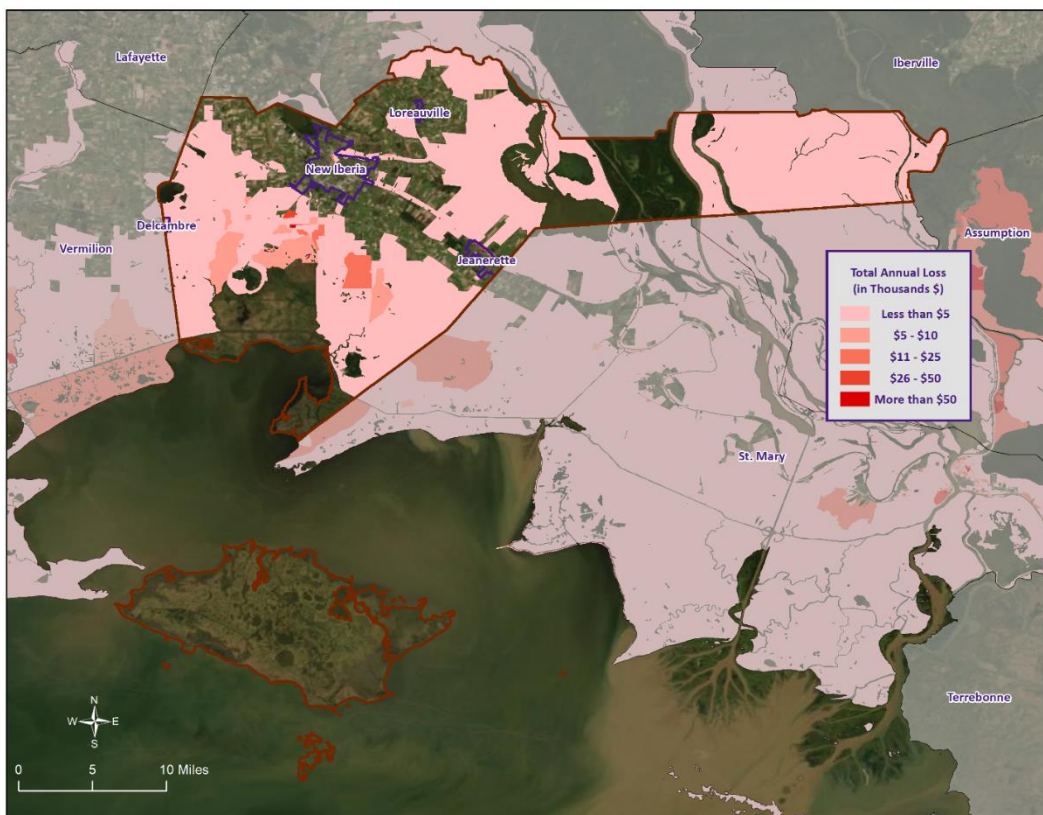 Lafayette
Iberville
Loreauville
New Iberia
Delcambre
Vermilion
Assumption
Jeanerette
Total Annual Loss
(in Thousands $)
Less than $5
$5 - $10
$11 - $25
$26 - $50
More than $50
St. Mary
Terrebonne
N
W E
S
0 5 10 Miles